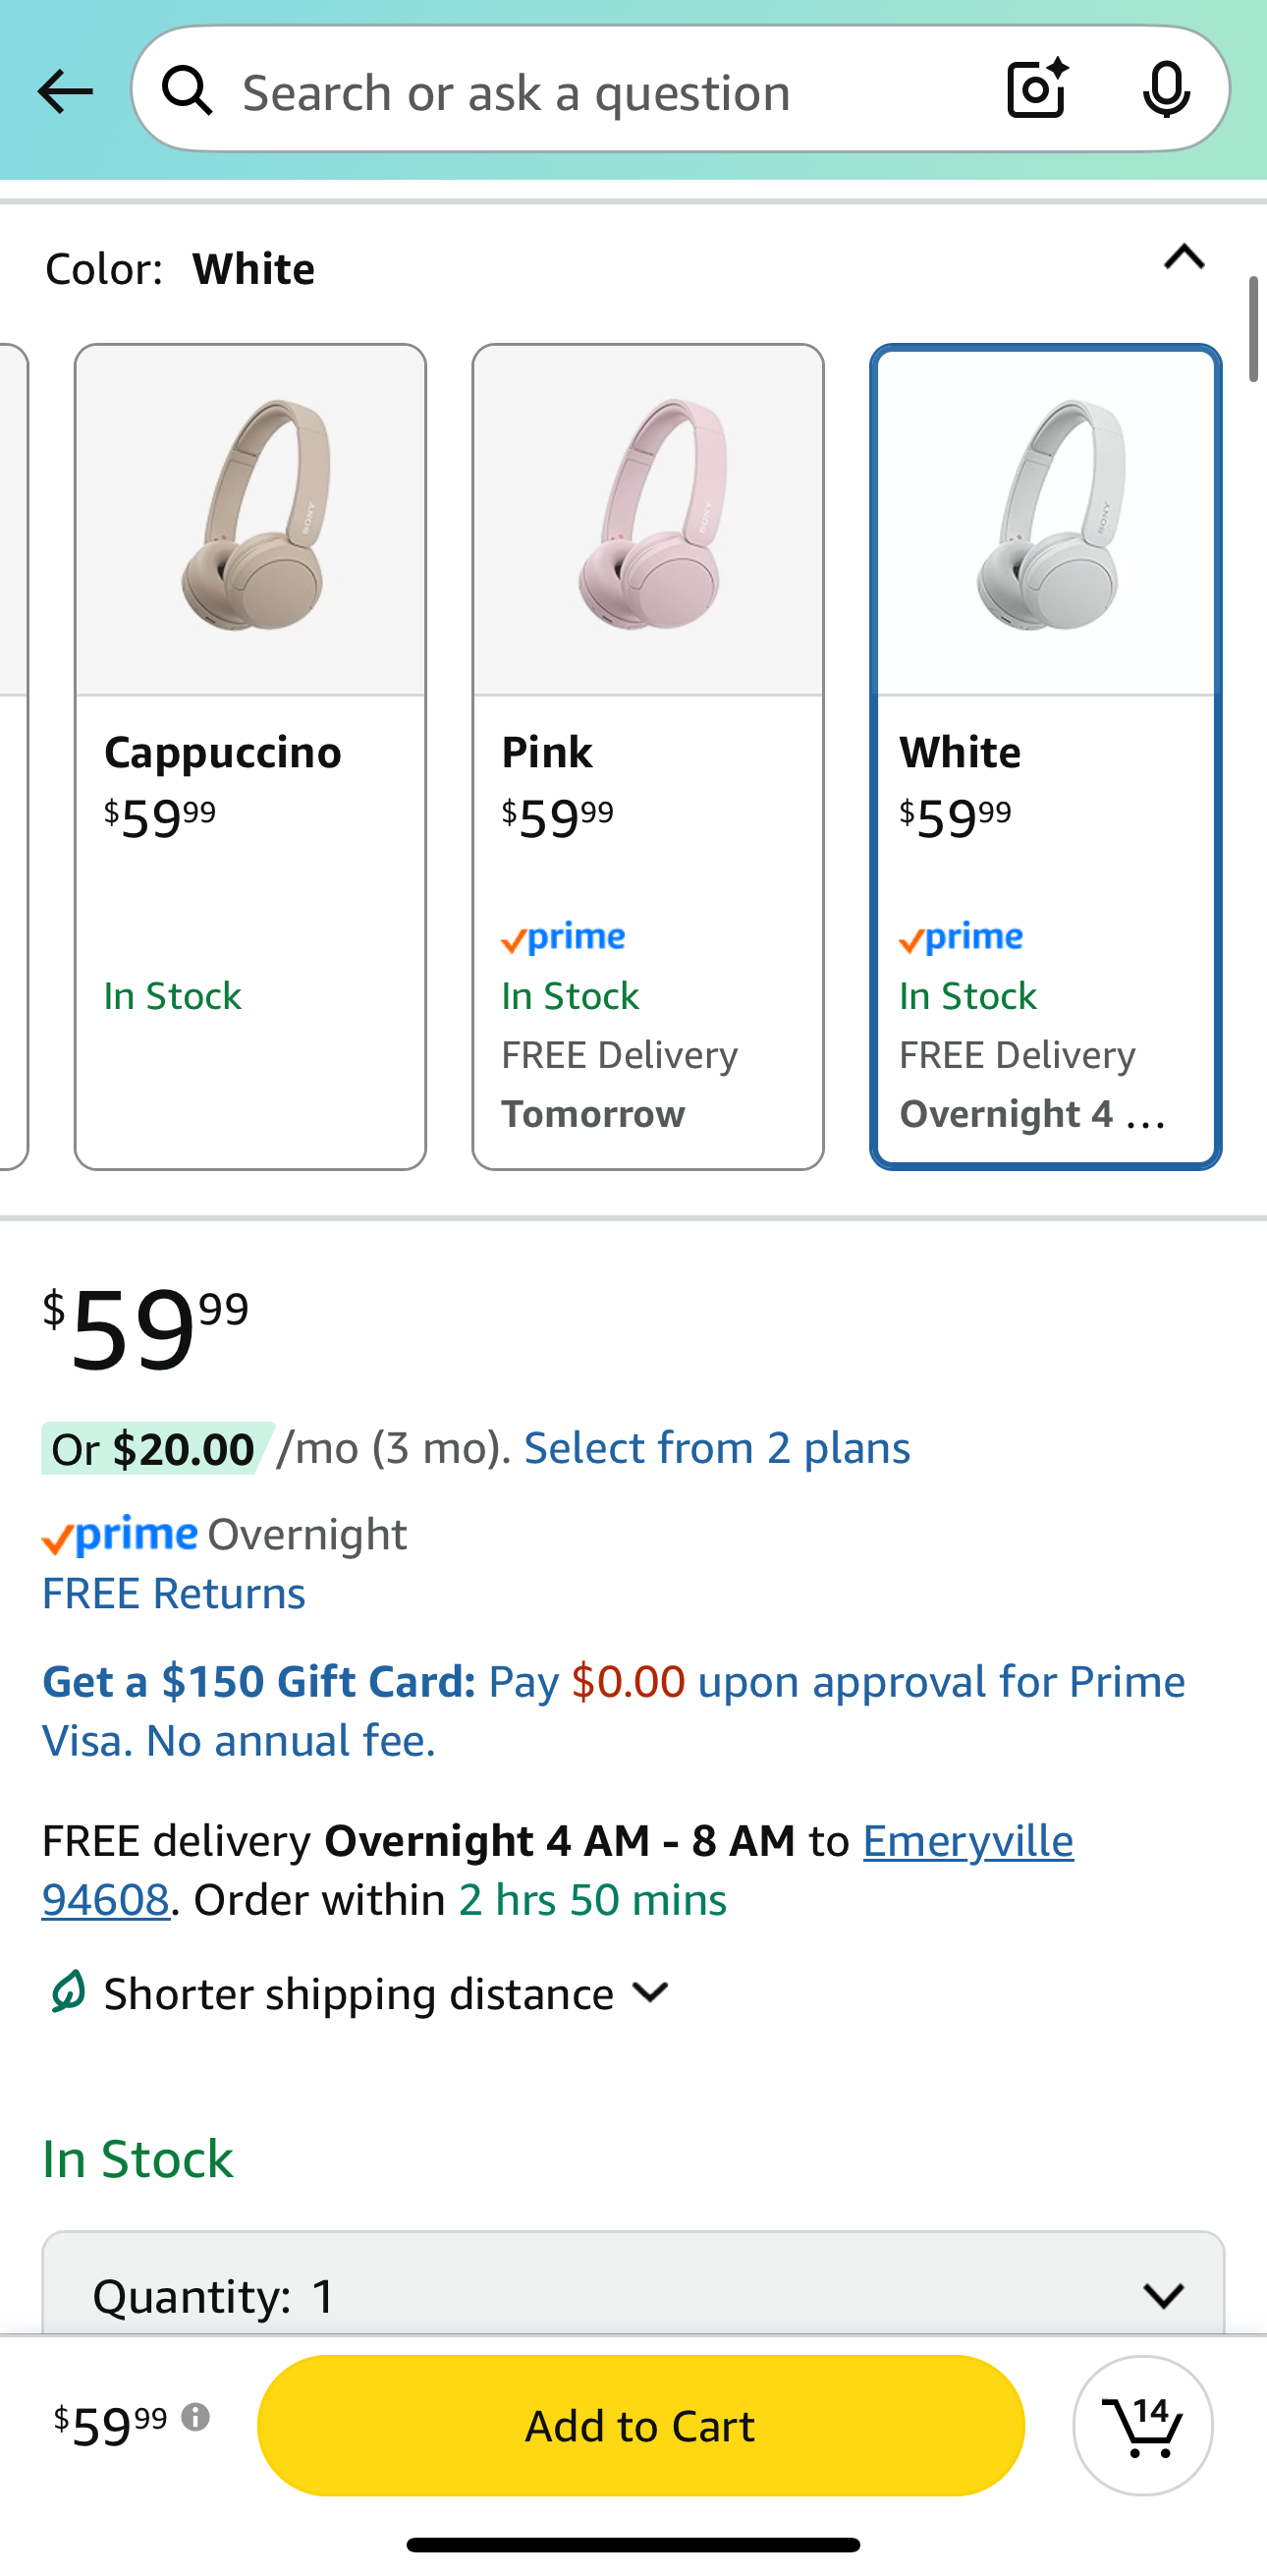 Search or ask a question
Color: White
SONY
SONY
SONY
Cappuccino
$59 99
In Stock
Pink
$59 99
prime
In Stock
FREE Delivery
Tomorrow
White
$59 99
prime
In Stock
FREE Delivery
Overnight 4 ...
$59 99
Or $20.00 /mo (3 mo). Select from 2 plans
prime Overnight
FREE Returns
Get a $150 Gift Card: Pay $0.00 upon approval for Prime
Visa. No annual fee.
FREE delivery Overnight 4 AM - 8 AM to Emeryville
94608. Order within 2 hrs 50 mins
Shorter shipping distance
In Stock
Quantity: 1
$59 99
Add to Cart
14